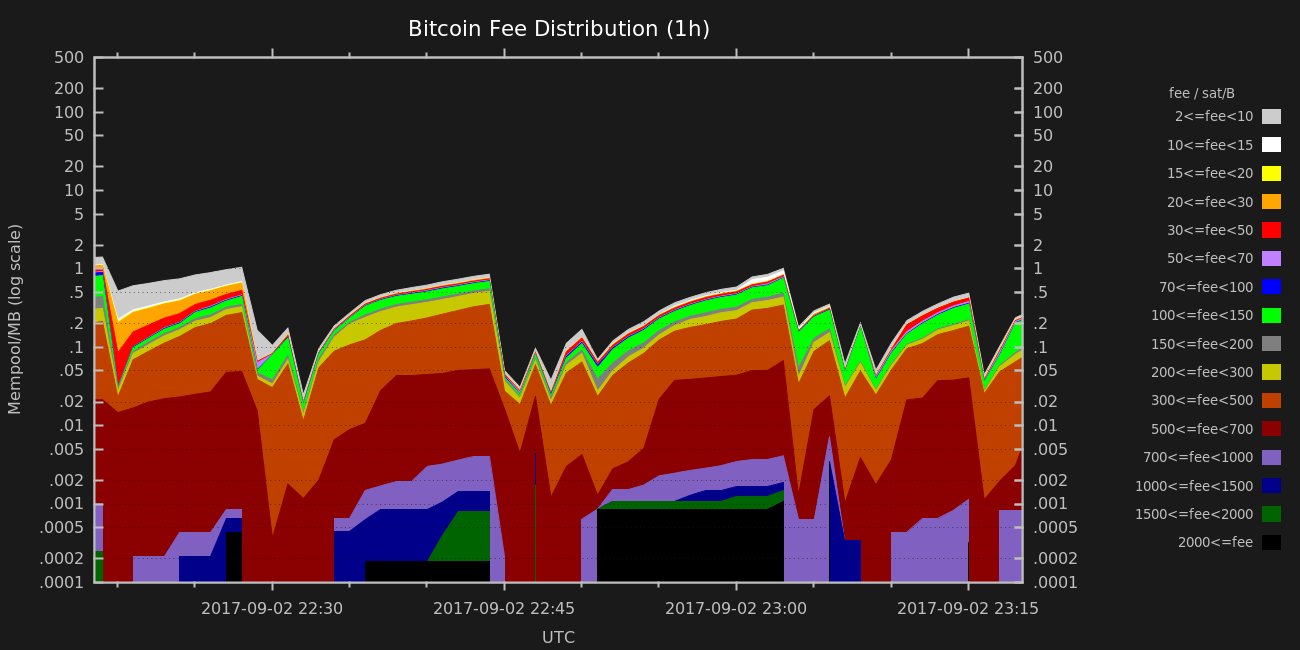 Bitcoin Fee Distribution (1h)
500 500
200 200
100 100
50 50
20 20
10 10
5 5
2 2
1 1
.5 .5
.2 .2
.1 .1
.05 .05
.02 .02
.01 .01
.005 .005
.002 .002
.001 .001
.0005 .0005
.0002 .0002
.0001 .0001
Mempool/MB (log scale)
2017-09-02 22:30 2017-09-02 22:45 2017-09-02 23:00 2017-09-02 23:15
UTC
fee / sat/B
2<=fee<10
10<=fee<15
15<=fee<20
20<=fee<30
30<=fee<50
50<=fee<70
70<=fee<100
100<=fee<150
150<=fee<200
200<=fee<300
300<=fee<500
500<=fee<700
700<=fee<1000
1000<=fee<1500
1500<=fee<2000
2000<=fee